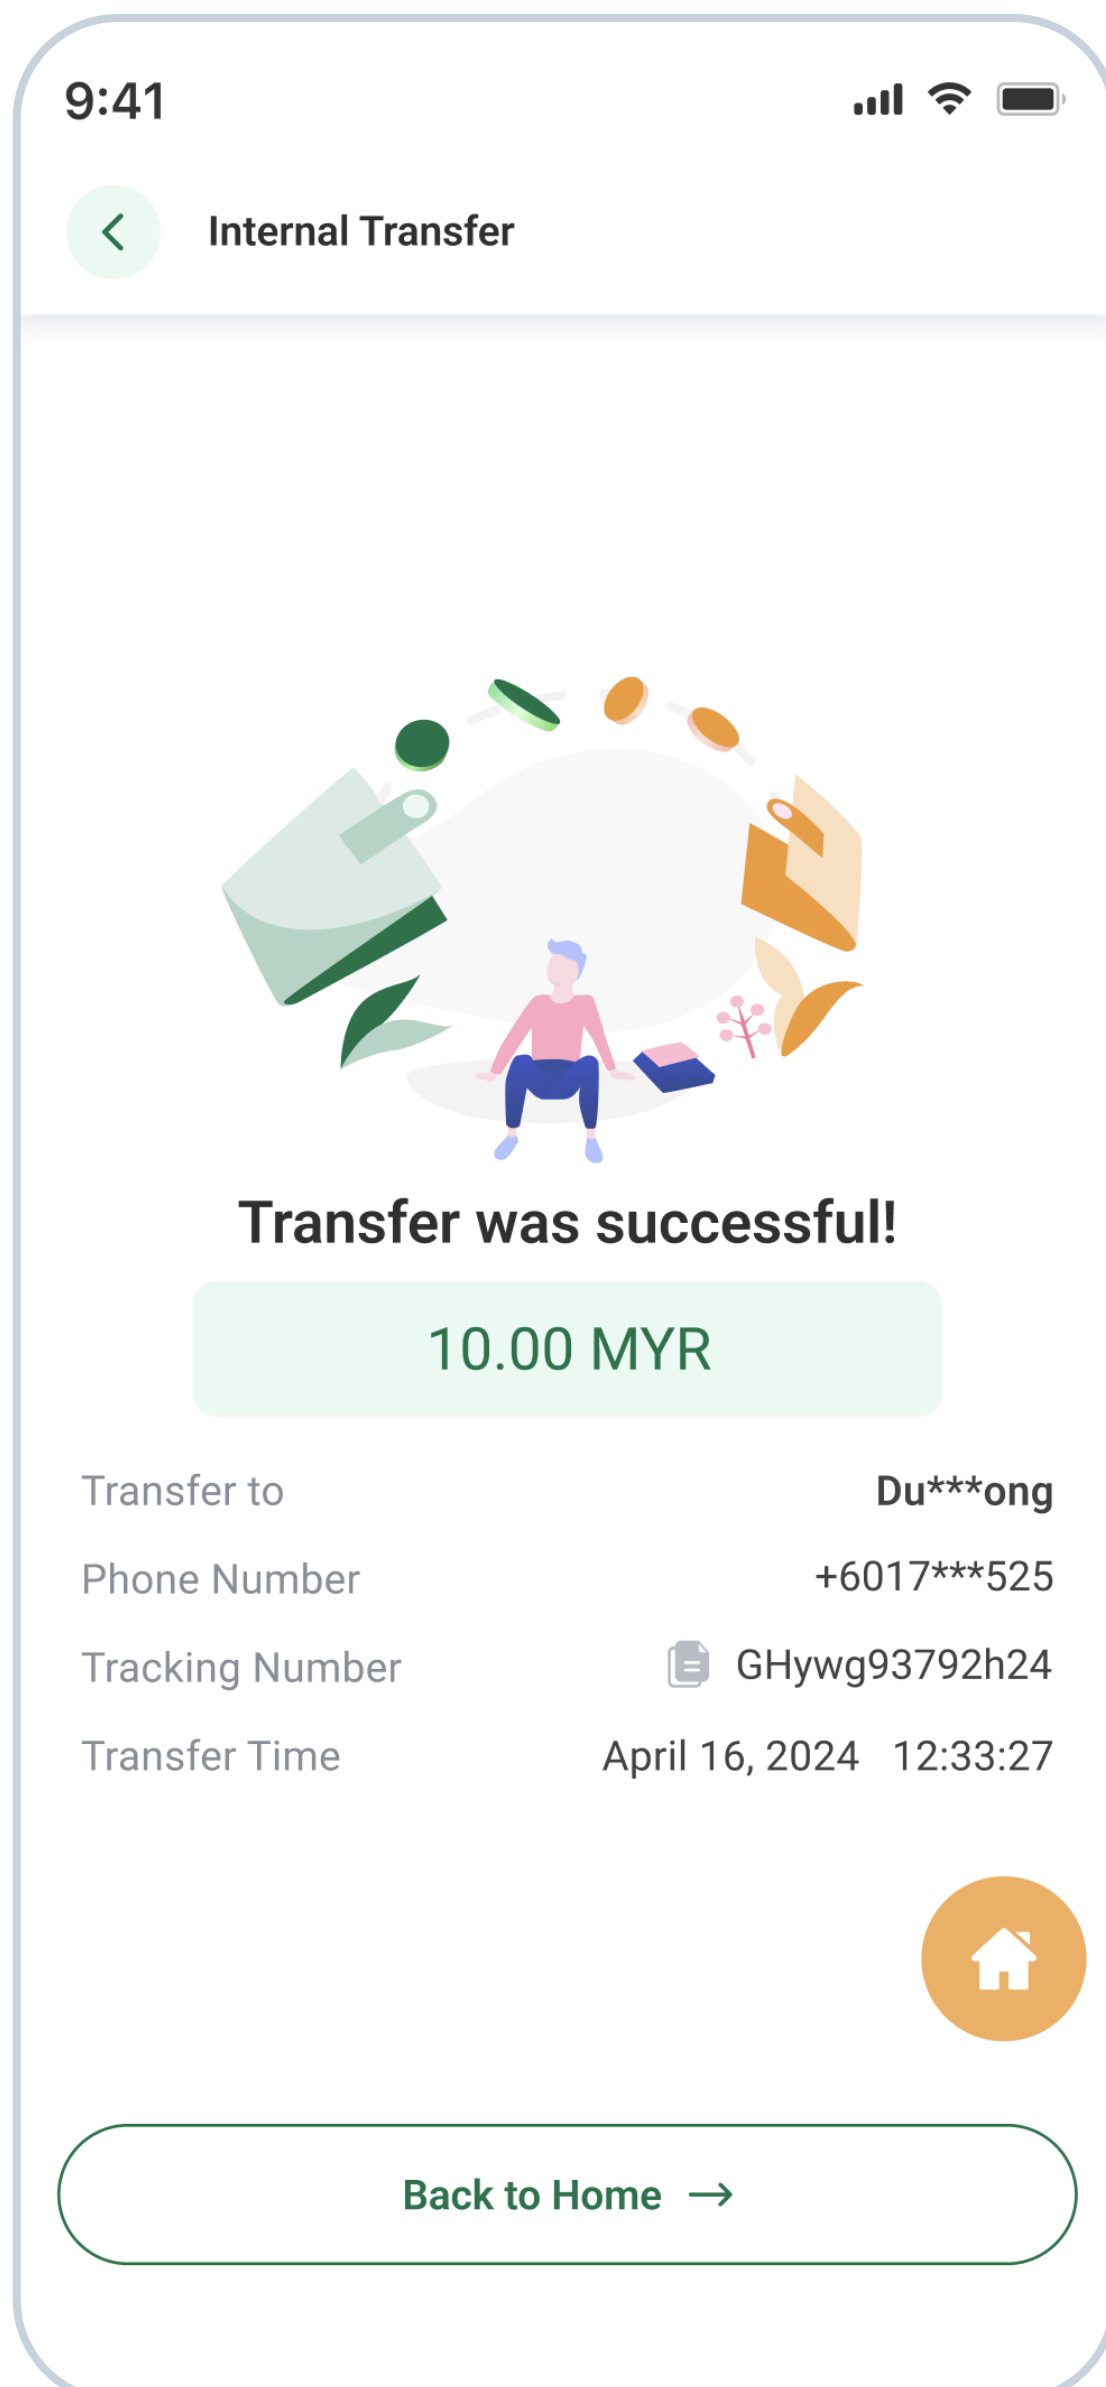 9:41
Internal Transfer
Transfer was successful!
10.00 MYR
Transfer to Du***ong
Phone Number +6017***525
Tracking Number GHywg93792h24
Transfer Time April 16, 2024 12:33:27
Back to Home